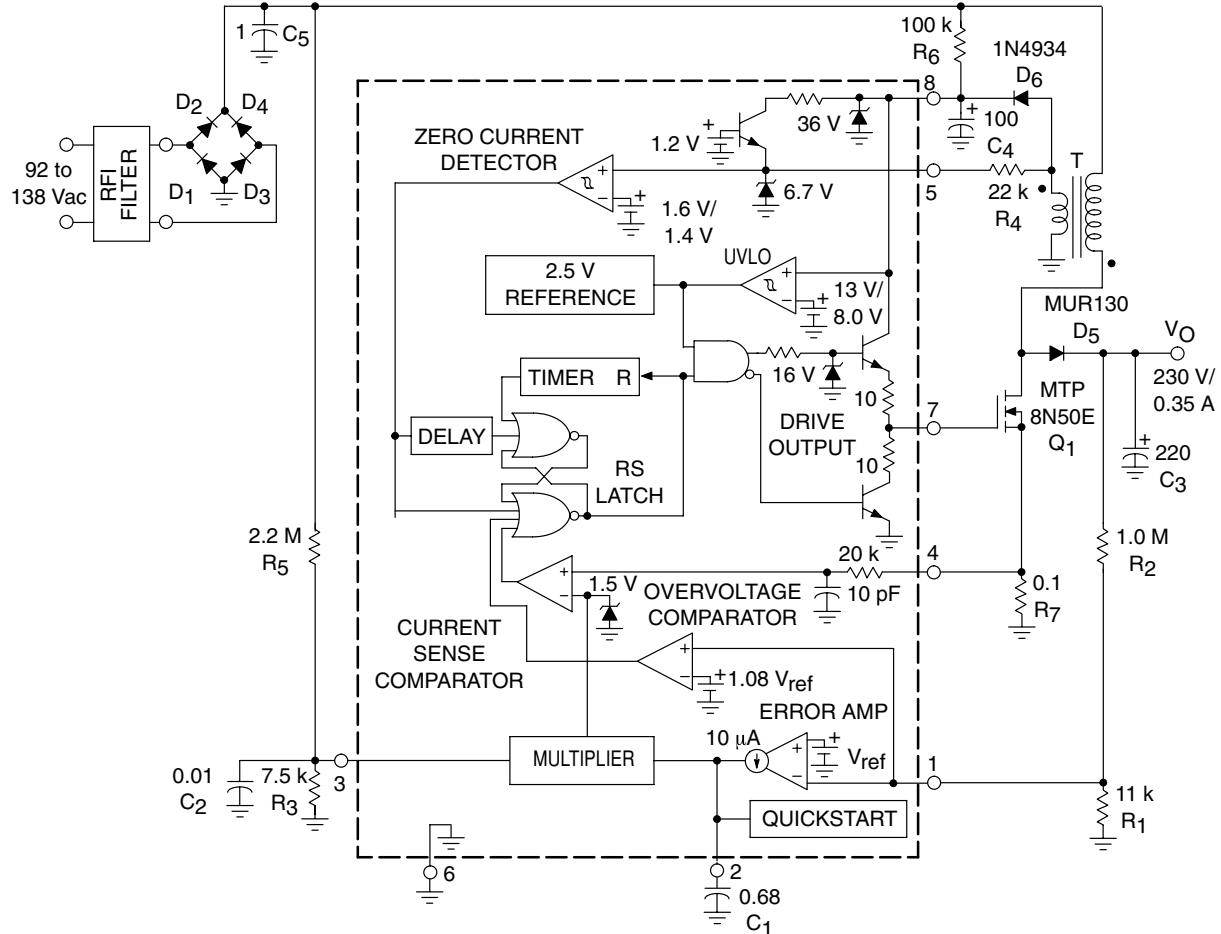 1
C5
100 k
R6
1N4934
D6
D2
D4
8
100
C4
36 V
1.2 V
ZERO CURRENT
DETECTOR
T
92 to
138 Vac
RFI
FILTER
D1
D3
6.7 V
5
22 k
R4
1.6 V/
1.4 V
UVLO
2.5 V
REFERENCE
13 V/
8.0 V
MUR130
D5
VO
230 V/
0.35 A
16 V
TIMER R
10
MTP
8N50E
Q1
7
DRIVE
OUTPUT
DELAY
10
220
C3
RS
LATCH
2.2 M
R5
1.0 M
R2
20 k
4
1.5 V
10 pF
OVERVOLTAGE
COMPARATOR
0.1
R7
CURRENT
SENSE
COMPARATOR
1.08 Vref
ERROR AMP
10 μA
MULTIPLIER
Vref
1
0.01
C2
7.5 k
R3
3
11 k
R1
QUICKSTART
6
2
0.68
C1